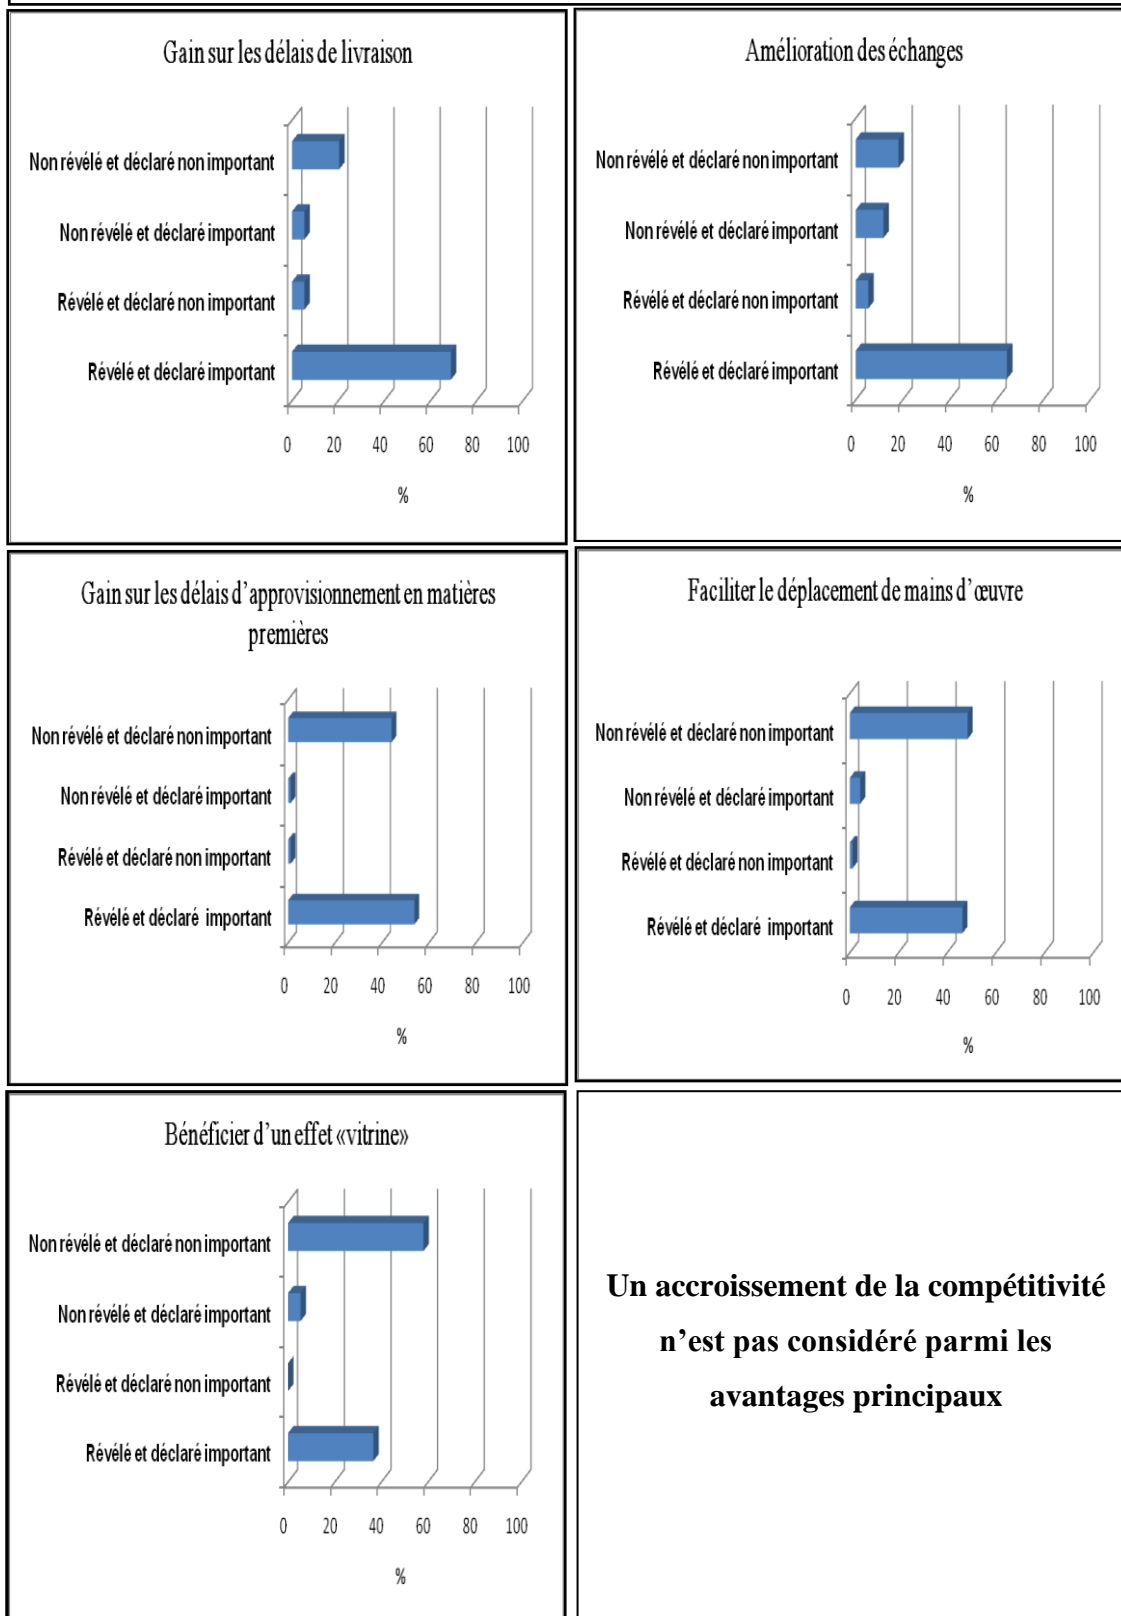 Gain sur les délais de livraison
Non révélé et déclaré non important
Non révélé et déclaré important
Révélé et déclaré non important
Révélé et déclaré important
0 20 40 60 80 100
%
Amélioration des échanges
Non révélé et déclaré non important
Non révélé et déclaré important
Révélé et déclaré non important
Révélé et déclaré important
0 20 40 60 80 100
%
Gain sur les délais d’approvisionnement en matières
premières
Non révélé et déclaré non important
Non révélé et déclaré important
Révélé et déclaré non important
Révélé et déclaré important
0 20 40 60 80 100
%
Faciliter le déplacement de mains d’œuvre
Non révélé et déclaré non important
Non révélé et déclaré important
Révélé et déclaré non important
Révélé et déclaré important
0 20 40 60 80 100
%
Bénéficier d’un effet «vitrine»
Non révélé et déclaré non important
Non révélé et déclaré important
Révélé et déclaré non important
Révélé et déclaré important
0 20 40 60 80 100
%
Un accroissement de la compétitivité
n’est pas considéré parmi les
avantages principaux